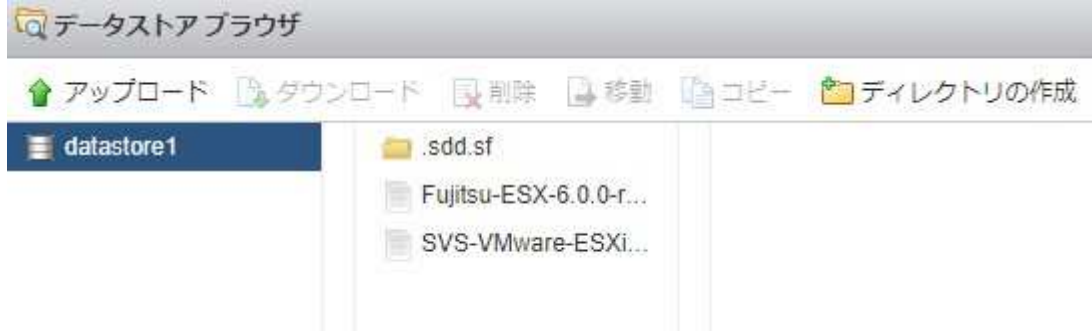 データストア ブラウザ
アップロード ダウンロード 削除 移動 コピー ディレクトリの作成
datastore1
.sdd.sf
Fujitsu-ESX-6.0.0-r...
SVS-VMware-ESXi...